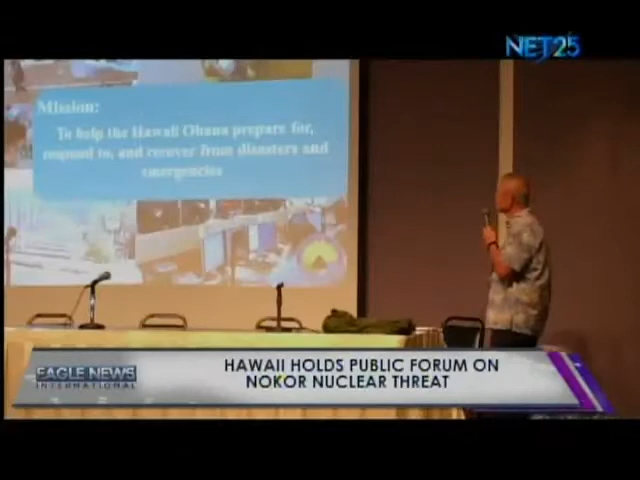 NET25
Mission:
To help the Hawaii Ohana prepare for,
respond to, and recover from disasters and
emergencies
EAGLE NEWS
INTERNATIONAL
HAWAII HOLDS PUBLIC FORUM ON
NOKOR NUCLEAR THREAT